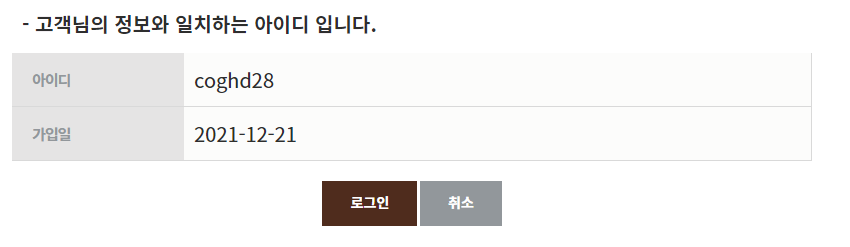 - 고객님의 정보와 일치하는 아이디 입니다.
아이디 coghd28
가입일 2021-12-21
로그인 취소